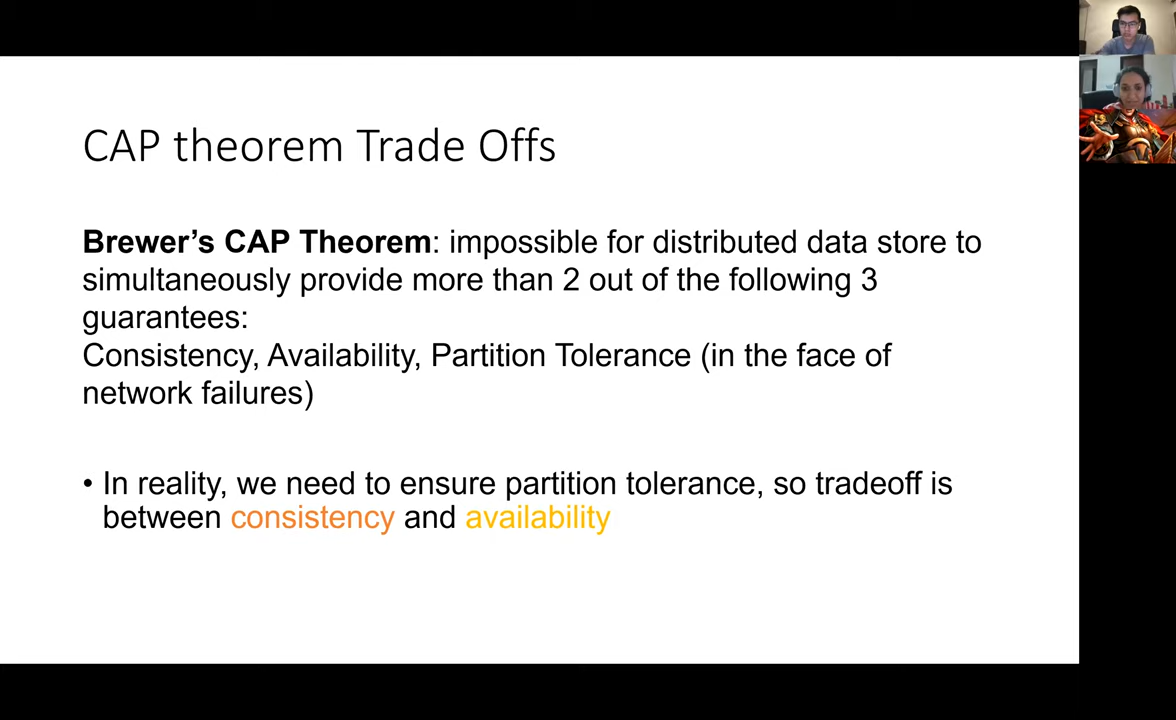 CAP theorem Trade Offs
Brewer’s CAP Theorem: impossible for distributed data store to
simultaneously provide more than 2 out of the following 3
guarantees:
Consistency, Availability, Partition Tolerance (in the face of
network failures)
• In reality, we need to ensure partition tolerance, so tradeoff is
between consistency and availability